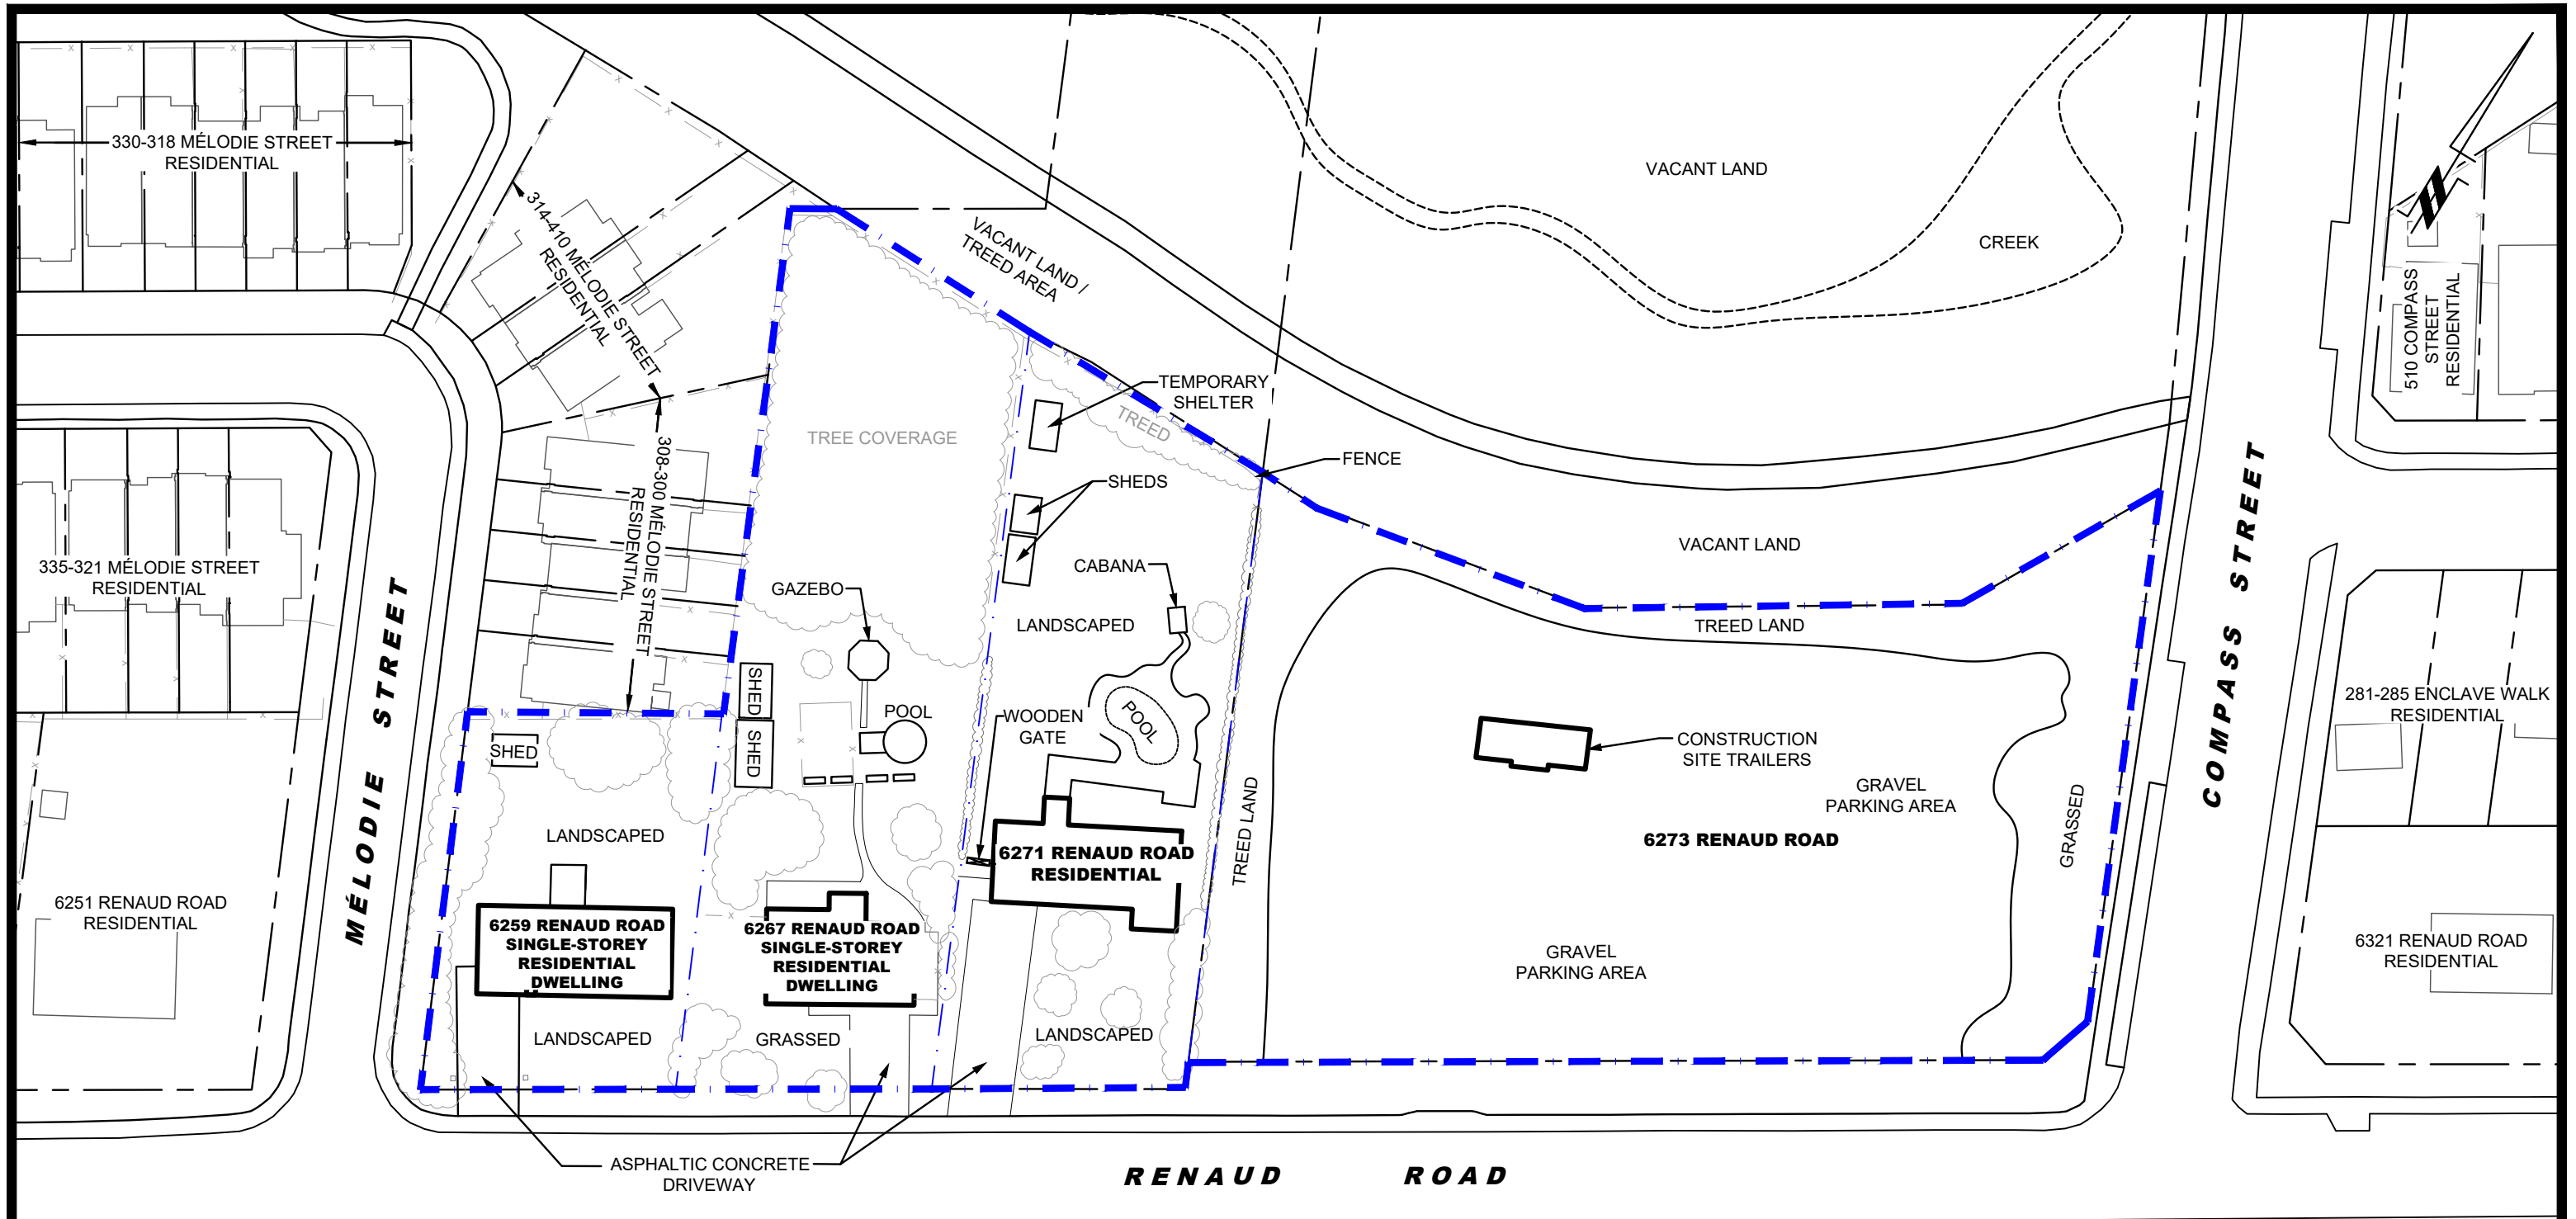 330-318 MÉLODIE STREET
RESIDENTIAL
314-410 MÉLODIE STREET
RESIDENTIAL
VACANT LAND /
TREED AREA
VACANT LAND
CREEK
510 COMPASS
STREET
RESIDENTIAL
TEMPORARY
SHELTER
TREED
TREE COVERAGE
FENCE
SHEDS
308-300 MÉLODIE STREET
RESIDENTIAL
VACANT LAND
CABANA
335-321 MÉLODIE STREET
RESIDENTIAL
GAZEBO
LANDSCAPED
TREED LAND
MÉLODIE STREET
COMPASS STREET
SHED
SHED
SHED
POOL
WOODEN
GATE
POOL
281-285 ENCLAVE WALK
RESIDENTIAL
CONSTRUCTION
SITE TRAILERS
GRAVEL
PARKING AREA
LANDSCAPED
TREED LAND
6273 RENAUD ROAD
GRASSED
6271 RENAUD ROAD
RESIDENTIAL
6251 RENAUD ROAD
RESIDENTIAL
6259 RENAUD ROAD
SINGLE-STOREY
RESIDENTIAL
DWELLING
6267 RENAUD ROAD
SINGLE-STOREY
RESIDENTIAL
DWELLING
GRAVEL
PARKING AREA
6321 RENAUD ROAD
RESIDENTIAL
LANDSCAPED
GRASSED
LANDSCAPED
ASPHALTIC CONCRETE
DRIVEWAY
RENAUD ROAD